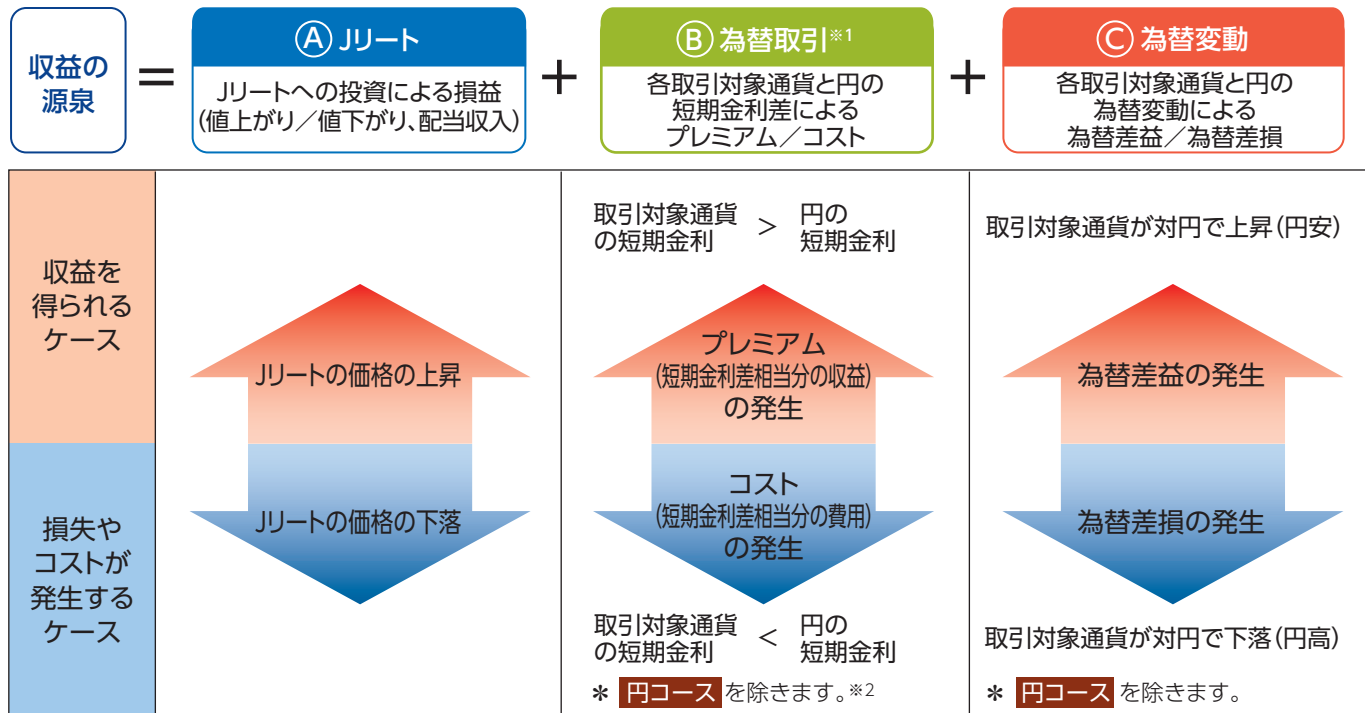 収益の
源泉
=
Ⓐ Jリート
Jリートへの投資による損益
(値上がり／値下がり、配当収入)
+
Ⓑ 為替取引※1
各取引対象通貨と円の
短期金利差による
プレミアム／コスト
+
Ⓒ 為替変動
各取引対象通貨と円の
為替変動による
為替差益／為替差損
収益を
得られる
ケース
Jリートの価格の上昇
取引対象通貨
の短期金利
>
円の
短期金利
プレミアム
(短期金利差相当分の収益)
の発生
取引対象通貨が対円で上昇(円安)
為替差益の発生
損失や
コストが
発生する
ケース
Jリートの価格の下落
コスト
(短期金利差相当分の費用)
の発生
取引対象通貨
の短期金利
<
円の
短期金利
＊ 円コース を除きます。※2
為替差損の発生
取引対象通貨が対円で下落(円高)
＊ 円コース を除きます。